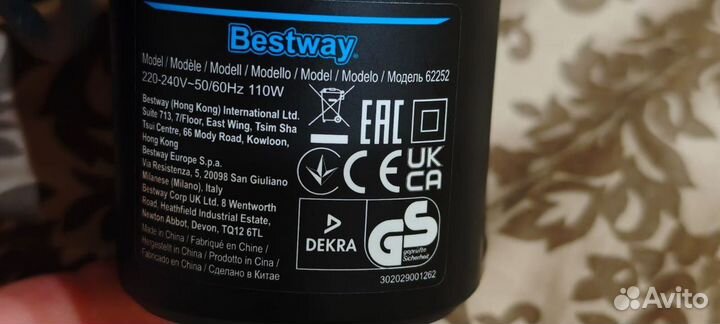 Bestway
Model / Modèle / Modell / Modello / Model / Modelo / Модель 62252
220-240V~50/60Hz 110W
Bestway (Hong Kong) International Ltd.
Suite 713, 7/Floor, East Wing, Tsim Sha
Tsui Centre, 66 Mody Road, Kowloon,
Hong Kong
Bestway Europe S.p.a.
Via Resistenza, 5, 20098 San Giuliano
Milanese (Milano), Italy
Bestway Corp UK Ltd. 8 Wentworth
Road, Heathfield Industrial Estate,
Newton Abbot, Devon, TQ12 6TL
Made in China / Fabriqué en Chine /
Hergestellt in China / Prodotto in Cina /
Fabricado en China / Сделано в Китае
EAC
CE
UK
CA
DEKRA
GS
geprüfte
Sicherheit
302029001262
Avito